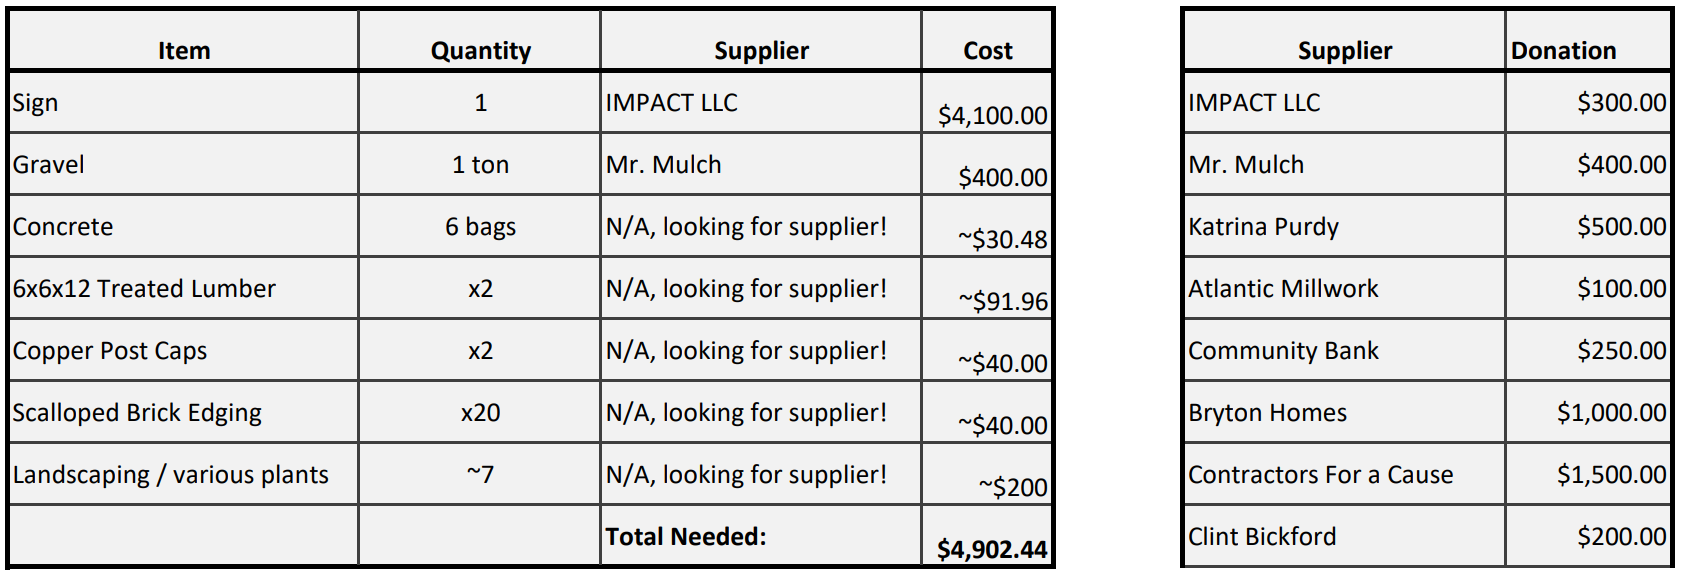 Item Quantity Supplier Cost
Sign 1 IMPACT LLC $4,100.00
Gravel 1 ton Mr. Mulch $400.00
Concrete 6 bags N/A, looking for supplier! ~$30.48
6x6x12 Treated Lumber x2 N/A, looking for supplier! ~$91.96
Copper Post Caps x2 N/A, looking for supplier! ~$40.00
Scalloped Brick Edging x20 N/A, looking for supplier! ~$40.00
Landscaping / various plants ~7 N/A, looking for supplier! ~$200
Total Needed: $4,902.44
Supplier Donation
IMPACT LLC $300.00
Mr. Mulch $400.00
Katrina Purdy $500.00
Atlantic Millwork $100.00
Community Bank $250.00
Bryton Homes $1,000.00
Contractors For a Cause $1,500.00
Clint Bickford $200.00